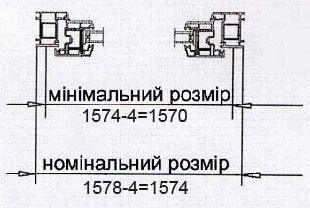 мінімальний розмір
1574-4=1570
номінальний розмір
1578-4=1574